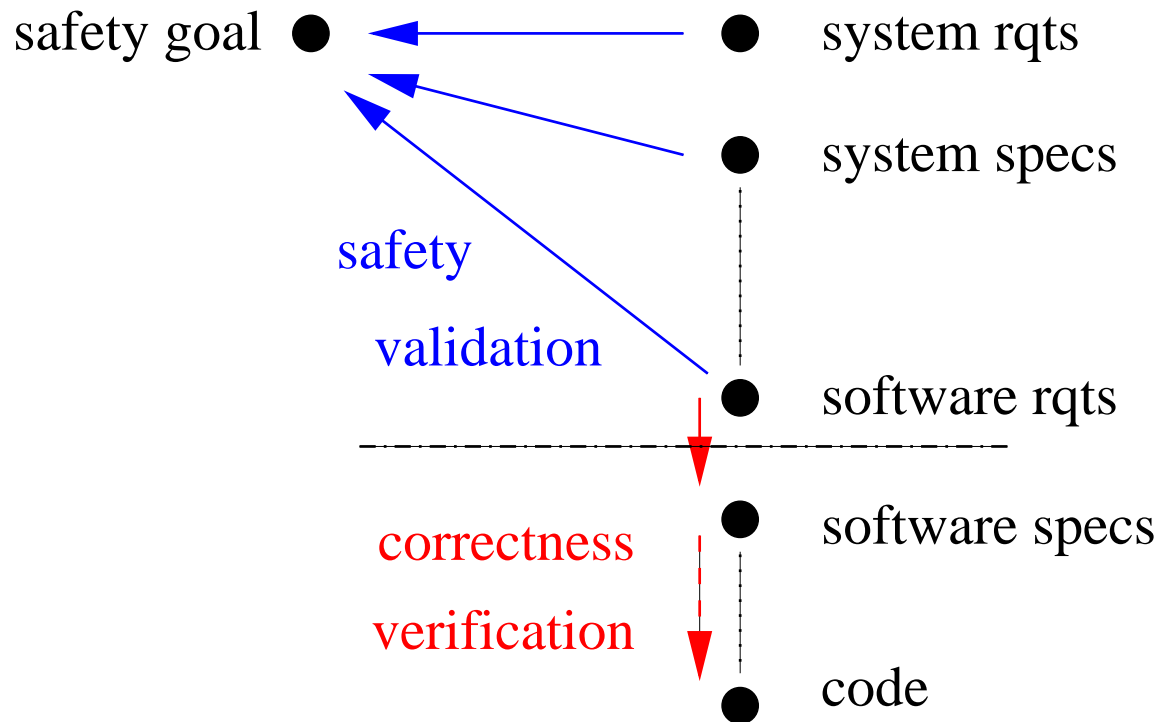 safety goal
system rqts
system specs
safety
validation
software rqts
software specs
correctness
verification
code